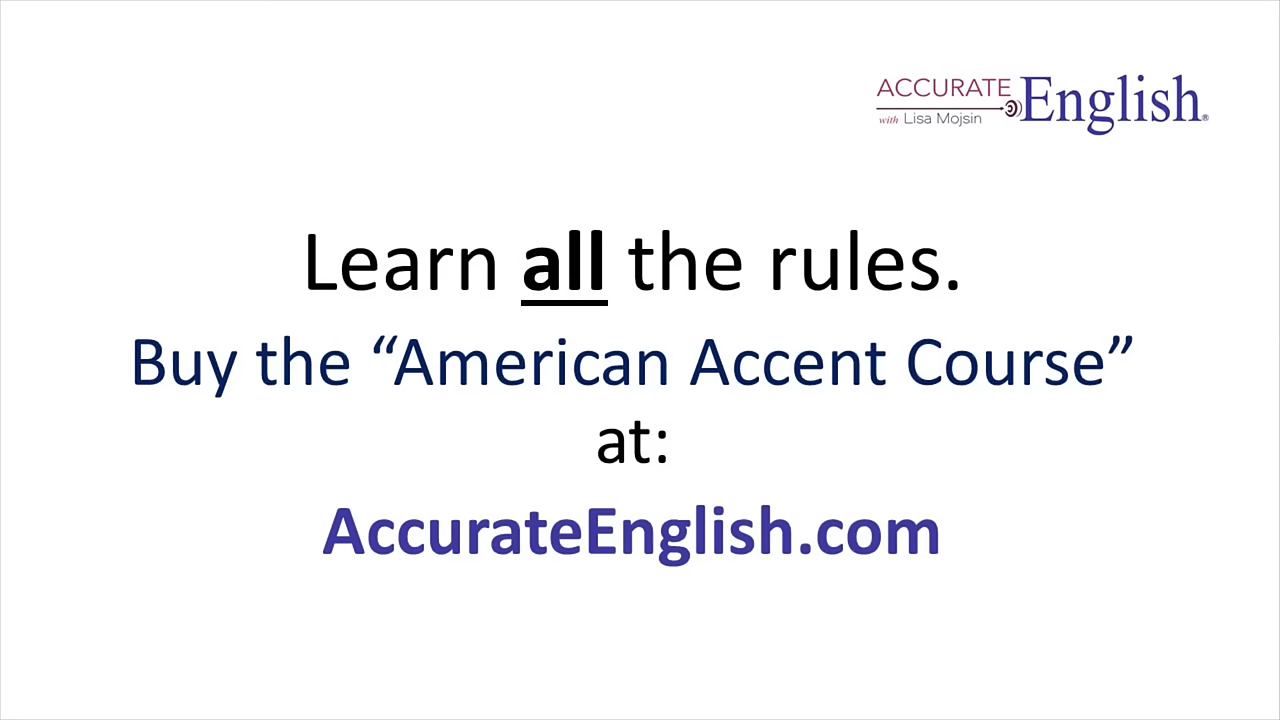 ACCURATE
with Lisa Mojsin
English®
Learn all the rules.
Buy the “American Accent Course”
at:
AccurateEnglish.com